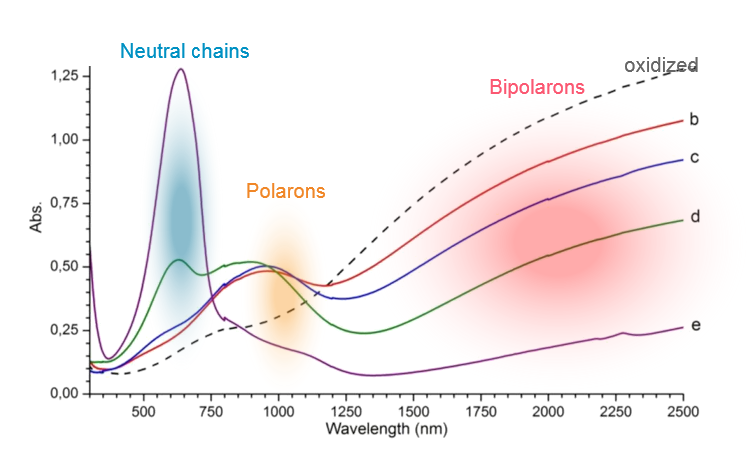 Neutral chains
oxidized
Bipolarons
Polarons
b
c
d
e
Abs.
1,25
1,00
0,75
0,50
0,25
0,00
500 750 1000 1250 1500 1750 2000 2250 2500
Wavelength (nm)